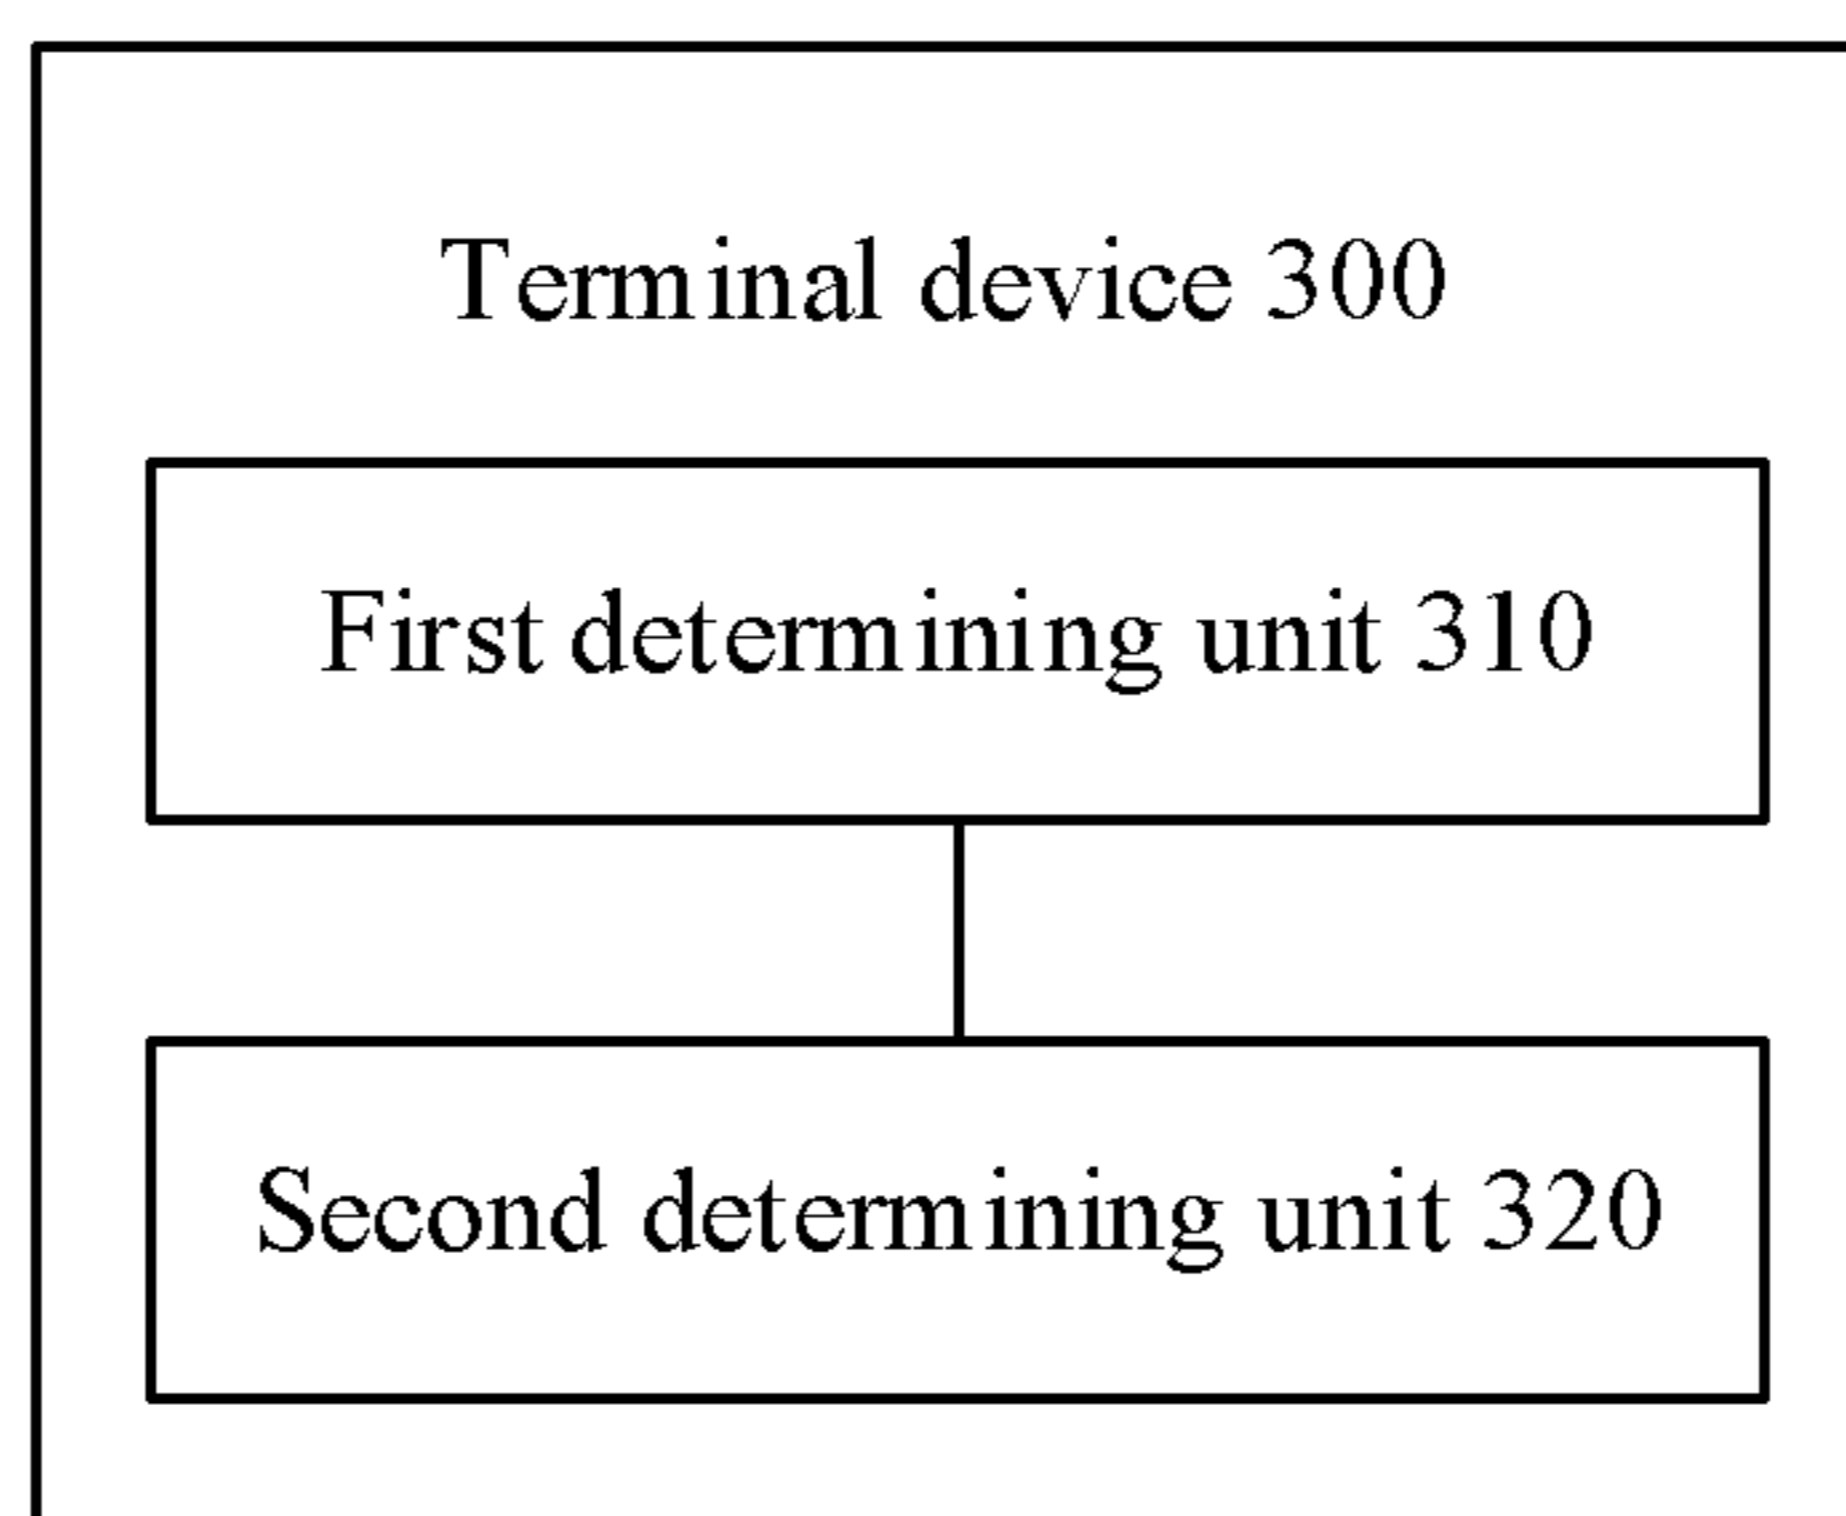 Terminal device 300
First determining unit 310
Second determining unit 320